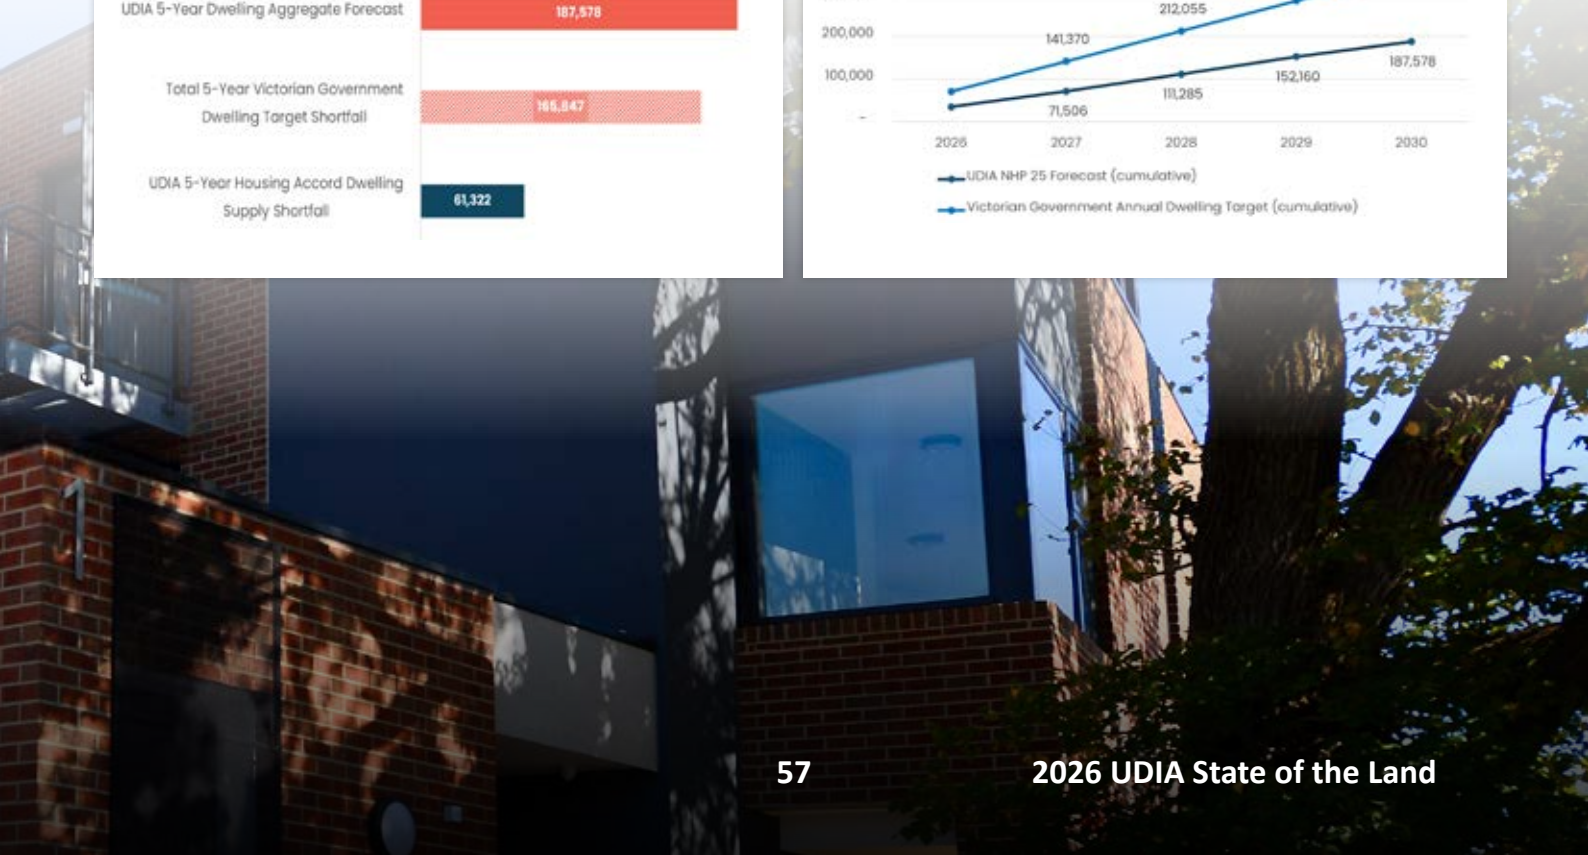 UDIA 5-Year Dwelling Aggregate Forecast
187,578
Total 5-Year Victorian Government
Dwelling Target Shortfall
165,847
UDIA 5-Year Housing Accord Dwelling
Supply Shortfall
61,322
212,055
200,000
141,370
187,578
152,160
100,000
111,285
71,506
-
2026 2027 2028 2029 2030
UDIA NHP 25 Forecast (cumulative)
Victorian Government Annual Dwelling Target (cumulative)
1
57
2026 UDIA State of the Land